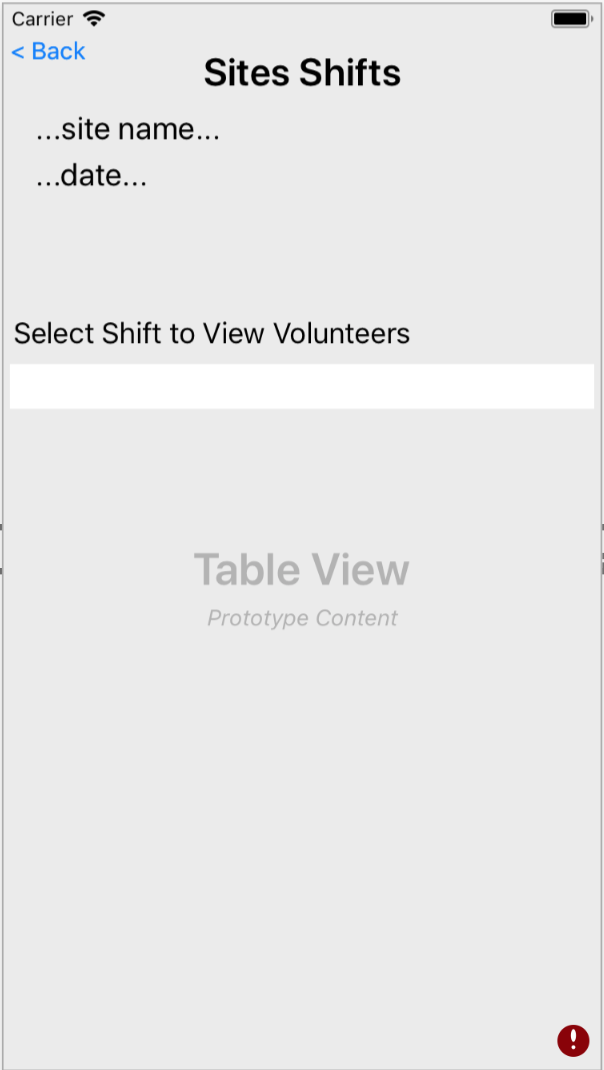 Carrier
< Back
Sites Shifts
...site name...
...date...
Select Shift to View Volunteers
Table View
Prototype Content